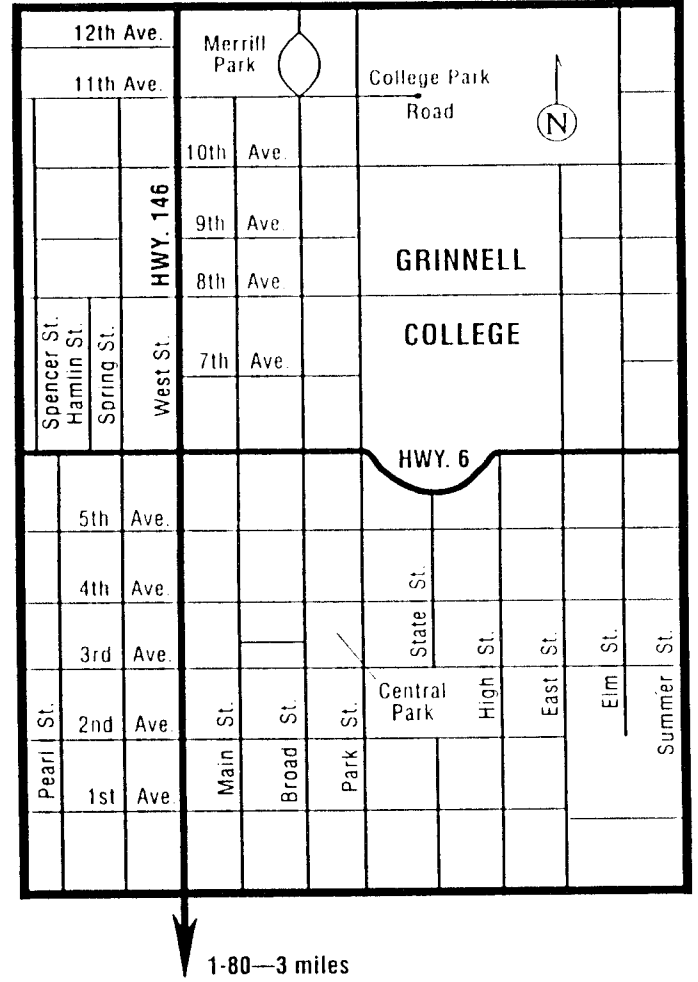 12th Ave.
Merrill
Park
11th Ave.
College Park
Road
N
10th Ave.
HWY. 146
9th Ave.
GRINNELL
8th Ave.
COLLEGE
Spencer St.
Hamlin St.
Spring St.
West St.
7th Ave.
HWY. 6
5th Ave.
4th Ave.
State St.
3rd Ave.
Central
Park
High St.
East St.
Elm St.
Summer St.
Pearl St.
2nd Ave.
Main St.
Broad St.
Park St.
1st Ave.
1-80—3 miles